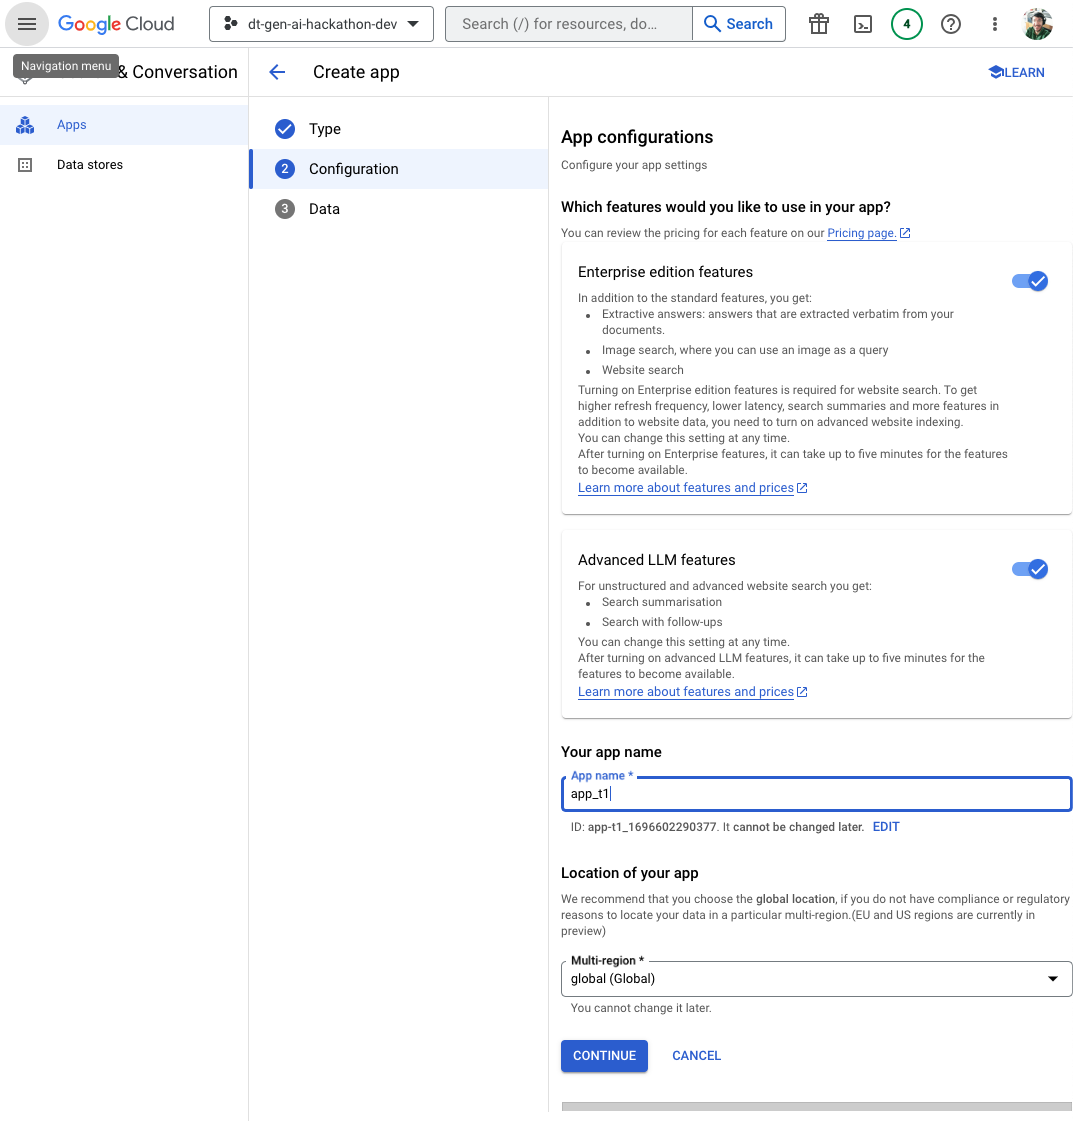 Google Cloud
dt-gen-ai-hackathon-dev
Search (/) for resources, do...
Search
4
Navigation menu
& Conversation
Create app
LEARN
Apps
Data stores
Type
2 Configuration
3 Data
App configurations
Configure your app settings
Which features would you like to use in your app?
You can review the pricing for each feature on our Pricing page.
Enterprise edition features
In addition to the standard features, you get:
• Extractive answers: answers that are extracted verbatim from your
documents.
• Image search, where you can use an image as a query
• Website search
Turning on Enterprise edition features is required for website search. To get
higher refresh frequency, lower latency, search summaries and more features in
addition to website data, you need to turn on advanced website indexing.
You can change this setting at any time.
After turning on Enterprise features, it can take up to five minutes for the features
to become available.
Learn more about features and prices
Advanced LLM features
For unstructured and advanced website search you get:
• Search summarisation
• Search with follow-ups
You can change this setting at any time.
After turning on advanced LLM features, it can take up to five minutes for the
features to become available.
Learn more about features and prices
Your app name
App name *
app_t1
ID: app-t1_1696602290377. It cannot be changed later. EDIT
Location of your app
We recommend that you choose the global location, if you do not have compliance or regulatory
reasons to locate your data in a particular multi-region.(EU and US regions are currently in
preview)
Multi-region *
global (Global)
You cannot change it later.
CONTINUE
CANCEL